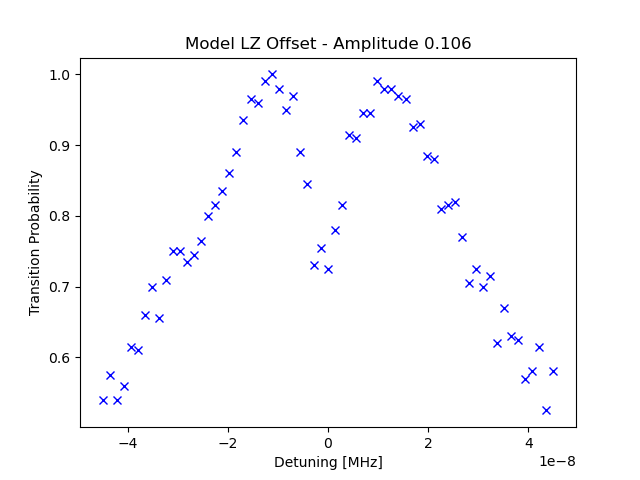 Model LZ Offset - Amplitude 0.106
Transition Probability
1.0
0.9
0.8
0.7
0.6
−4
−2
0
2
4
1e−8
Detuning [MHz]